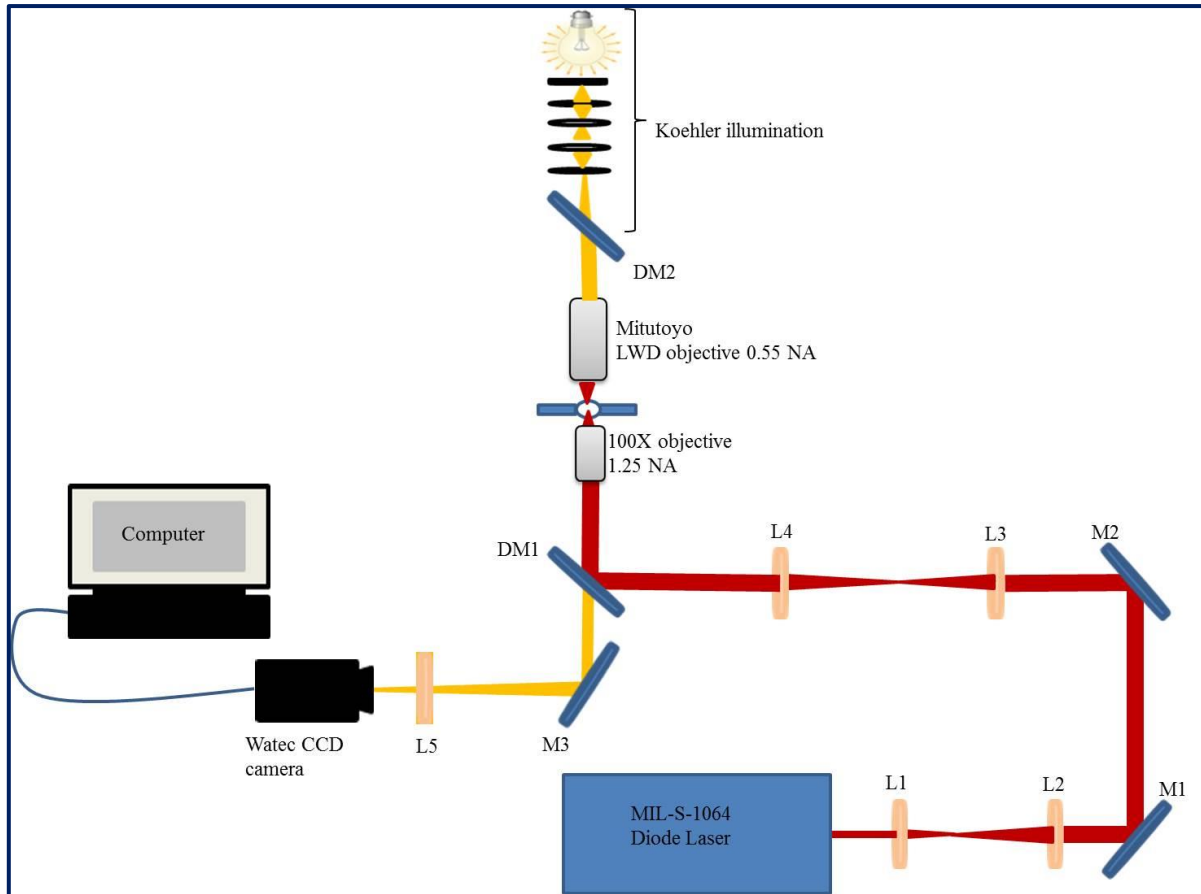 Koehler illumination
DM2
Mitutoyo
LWD objective 0.55 NA
100X objective
1.25 NA
Computer
DM1
L4
L3
M2
Watec CCD
camera
L5
M3
MIL-S-1064
Diode Laser
L1
L2
M1